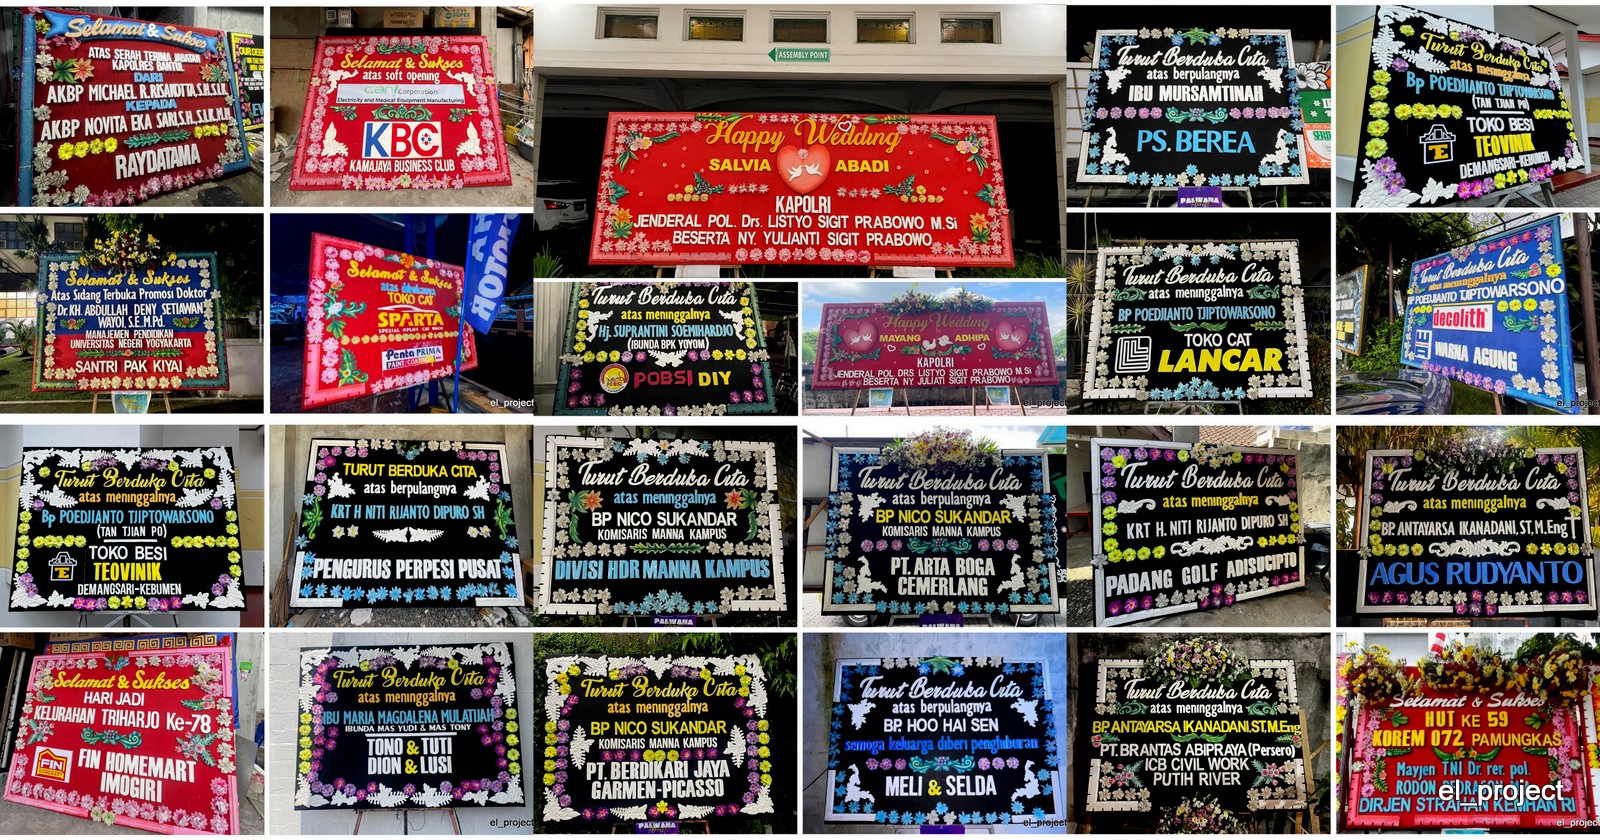 Selamat & Sukses
ATAS SERAH TERIMA JABATAN
KAPOLRES BANTUL
DARI
AKBP MICHAEL R.RISAKOTTA,S.H,S.I.K
KEPADA
AKBP NOVITA EKA SARI,S.H.,S.I.K,M.H
RAYDATAMA
Selamat & Sukses
atas soft opening
Corporation
Electricity and Medical Equipment Manufacturing
KBC
KAMAJAYA BUSINESS CLUB
ASSEMBLY POINT
Happy Wedding
SALVIA ABADI
KAPOLRI
JENDERAL POL. Drs. LISTYO SIGIT PRABOWO M.Si
BESERTA NY. YULIANTI SIGIT PRABOWO
Turut Berduka Cita
atas berpulangnya
IBU MURSAMTINAH
PS. BEREA
PALWANA
Turut Berduka Cita
atas meninggalnya
Bp POEDJIANTO TJIPTOWARSONO
(TAN TJIAN PO)
TOKO BESI
TEOVINIK
DEMANGSARI-KEBUMEN
Selamat & Sukses
Atas Sidang Terbuka Promosi Doktor
Dr. KH. ABDULLAH DENY SETIAWAN
WAYOI, S.E.,M.Pd.
MANAJEMEN PENDIDIKAN
UNIVERSITAS NEGERI YOGYAKARTA
SANTRI PAK KIYAI
Selamat & Sukses
atas dibukanya
TOKO CAT
SPARTA
SPESIAL OPLOS CAT DUCO
Penta PRIMA
el_project
Turut Berduka Cita
atas meninggalnya
Hj. SUPRANTINI SOEMIHARDJO
(IBUNDA BPK YOYOM)
POBSI DIY
Happy Wedding
MAYANG ADHIPA
KAPOLRI
JENDERAL POL. DRS LISTYO SIGIT PRABOWO M.Si
BESERTA NY JULIATI SIGIT PRABOWO
el_project
Turut Berduka Cita
atas meninggalnya
BP POEDJIANTO TJIPTOWARSONO
TOKO CAT
LANCAR
Turut Berduka Cita
atas meninggalnya
BP POEDJIANTO TJIPTOWARSONO
decolith
WARNA AGUNG
el_project
Turut Berduka Cita
atas meninggalnya
Bp POEDJIANTO TJIPTOWARSONO
(TAN TJIAN PO)
TOKO BESI
TEOVINIK
DEMANGSARI-KEBUMEN
TURUT BERDUKA CITA
atas berpulangnya
KRT H NITI RIJANTO DIPURO SH
PENGURUS PERPESI PUSAT
Turut Berduka Cita
atas meninggalnya
BP NICO SUKANDAR
KOMISARIS MANNA KAMPUS
DIVISI HDR MANNA KAMPUS
PALWANA
Turut Berduka Cita
atas berpulangnya
BP NICO SUKANDAR
KOMISARIS MANNA KAMPUS
PT. ARTA BOGA
CEMERLANG
PALWANA
Turut Berduka Cita
atas meninggalnya
KRT H. NITI RIJANTO DIPURO SH
PADANG GOLF ADISUCIPTO
Turut Berduka Cita
atas meninggalnya
BP. ANTAYARSA IKANADANI, ST, M.Eng
AGUS RUDYANTO
Selamat & Sukses
HARI JADI
KELURAHAN TRIHARJO Ke-78
FIN
FIN HOMEMART
IMOGIRI
Turut Berduka Cita
atas meninggalnya
IBU MARIA MAGDALENA MULATIJAH
IBUNDA MAS YUDI & MAS TONY
TONO & TUTI
DION & LUSI
el_project
Turut Berduka Cita
atas meninggalnya
BP NICO SUKANDAR
KOMISARIS MANNA KAMPUS
PT. BERDIKARI JAYA
GARMEN-PICASSO
PALWANA
Turut Berduka Cita
atas meninggalnya
BP. HOO HAI SEN
semoga keluarga diberi penghiburan
MELI & SELDA
el_project
Turut Berduka Cita
atas meninggalnya
BP. ANTAYARSA IKANADANI, ST, M.Eng
PT. BRANTAS ABIPRAYA (Persero)
ICB CIVIL WORK
PUTIH RIVER
Selamat & Sukses
HUT KE 59
KOREM 072 PAMUNGKAS
Mayjen TNI Dr. rer. pol.
RODON
DIRJEN
el_project
el_project